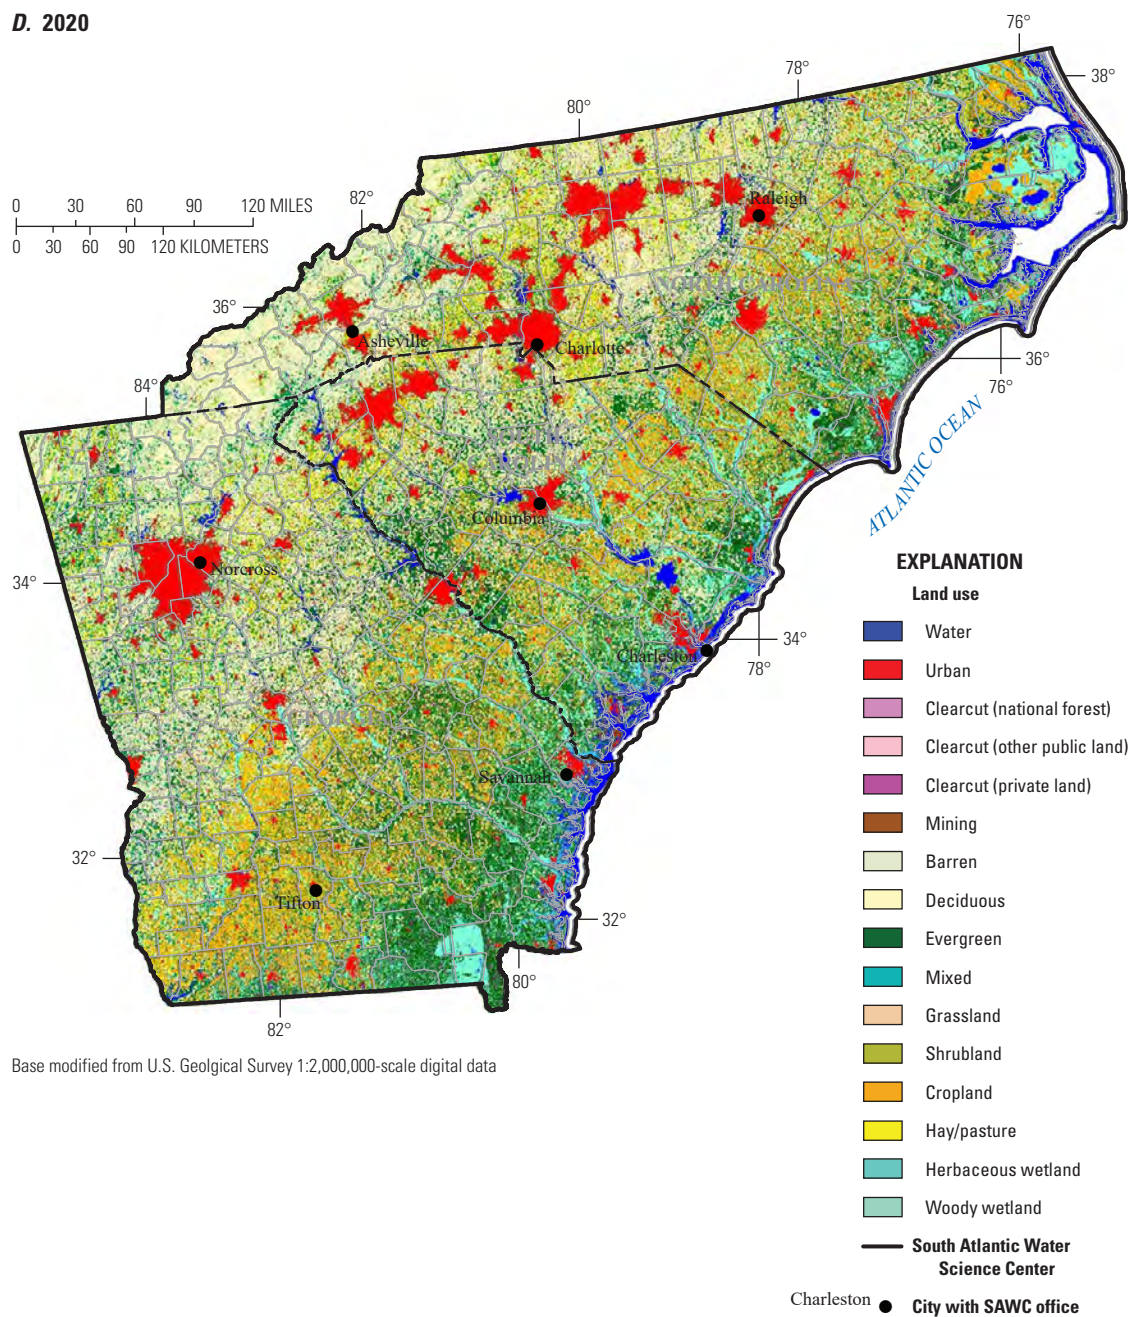 D. 2020
76°
38°
78°
80°
82°
0 30 60 90 120 MILES
0 30 60 90 120 KILOMETERS
Raleigh
NORTH CAROLINA
36°
Asheville
Charlotte
36°
76°
84°
ATLANTIC OCEAN
SOUTH
Columbia
Norcross
34°
34°
78°
Charleston
GEORGIA
Savannah
32°
Tifton
32°
80°
82°
Base modified from U.S. Geolgical Survey 1:2,000,000-scale digital data
EXPLANATION
Land use
Water
Urban
Clearcut (national forest)
Clearcut (other public land)
Clearcut (private land)
Mining
Barren
Deciduous
Evergreen
Mixed
Grassland
Shrubland
Cropland
Hay/pasture
Herbaceous wetland
Woody wetland
South Atlantic Water
Science Center
Charleston City with SAWC office